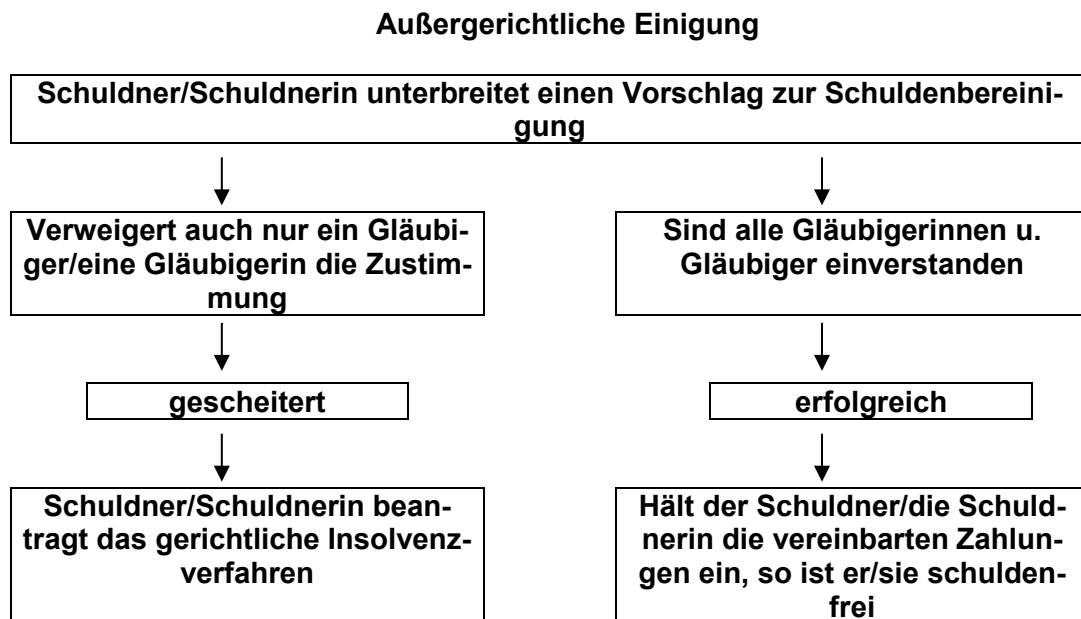 Außergerichtliche Einigung
Schuldner/Schuldnerin unterbreitet einen Vorschlag zur Schuldenbereini-
gung
Verweigert auch nur ein Gläubi-
ger/eine Gläubigerin die Zustim-
mung
Sind alle Gläubigerinnen u.
Gläubiger einverstanden
gescheitert
erfolgreich
Schuldner/Schuldnerin bean-
tragt das gerichtliche Insolvenz-
verfahren
Hält der Schuldner/die Schuld-
nerin die vereinbarten Zahlun-
gen ein, so ist er/sie schulden-
frei